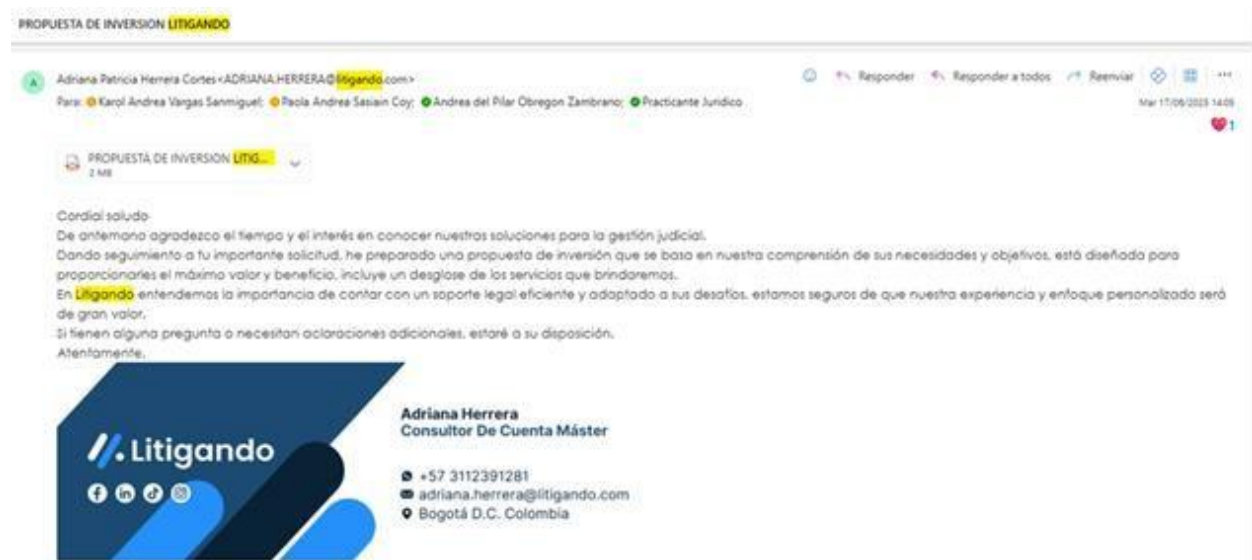 PROPUESTA DE INVERSION LITIGANDO
A
Adriana Patricia Herrera Cortes <ADRIANA.HERRERA@litigando.com>
Responder
Responder a todos
Reenviar
Para: Karol Andrea Vargas Sanmiguel; Paola Andrea Sasiain Coy; Andrea del Pilar Obregon Zambrano; Practicante Juridico
Mar 17/06/2025 14:05
1
PROPUESTA DE INVERSION LITIG...
2 MB
Cordial saludo
De antemano agradezco el tiempo y el interés en conocer nuestras soluciones para la gestión judicial.
Dando seguimiento a tu importante solicitud, he preparado una propuesta de inversión que se basa en nuestra comprensión de sus necesidades y objetivos, está diseñada para
proporcionarles el máximo valor y beneficio, incluye un desglose de los servicios que brindaremos.
En Litigando entendemos la importancia de contar con un soporte legal eficiente y adaptado a sus desafíos, estamos seguros de que nuestra experiencia y enfoque personalizado será
de gran valor.
Si tienen alguna pregunta o necesitan aclaraciones adicionales, estaré a su disposición.
Atentamente,
Litigando
Adriana Herrera
Consultor De Cuenta Máster
+57 3112391281
adriana.herrera@litigando.com
Bogotá D.C. Colombia